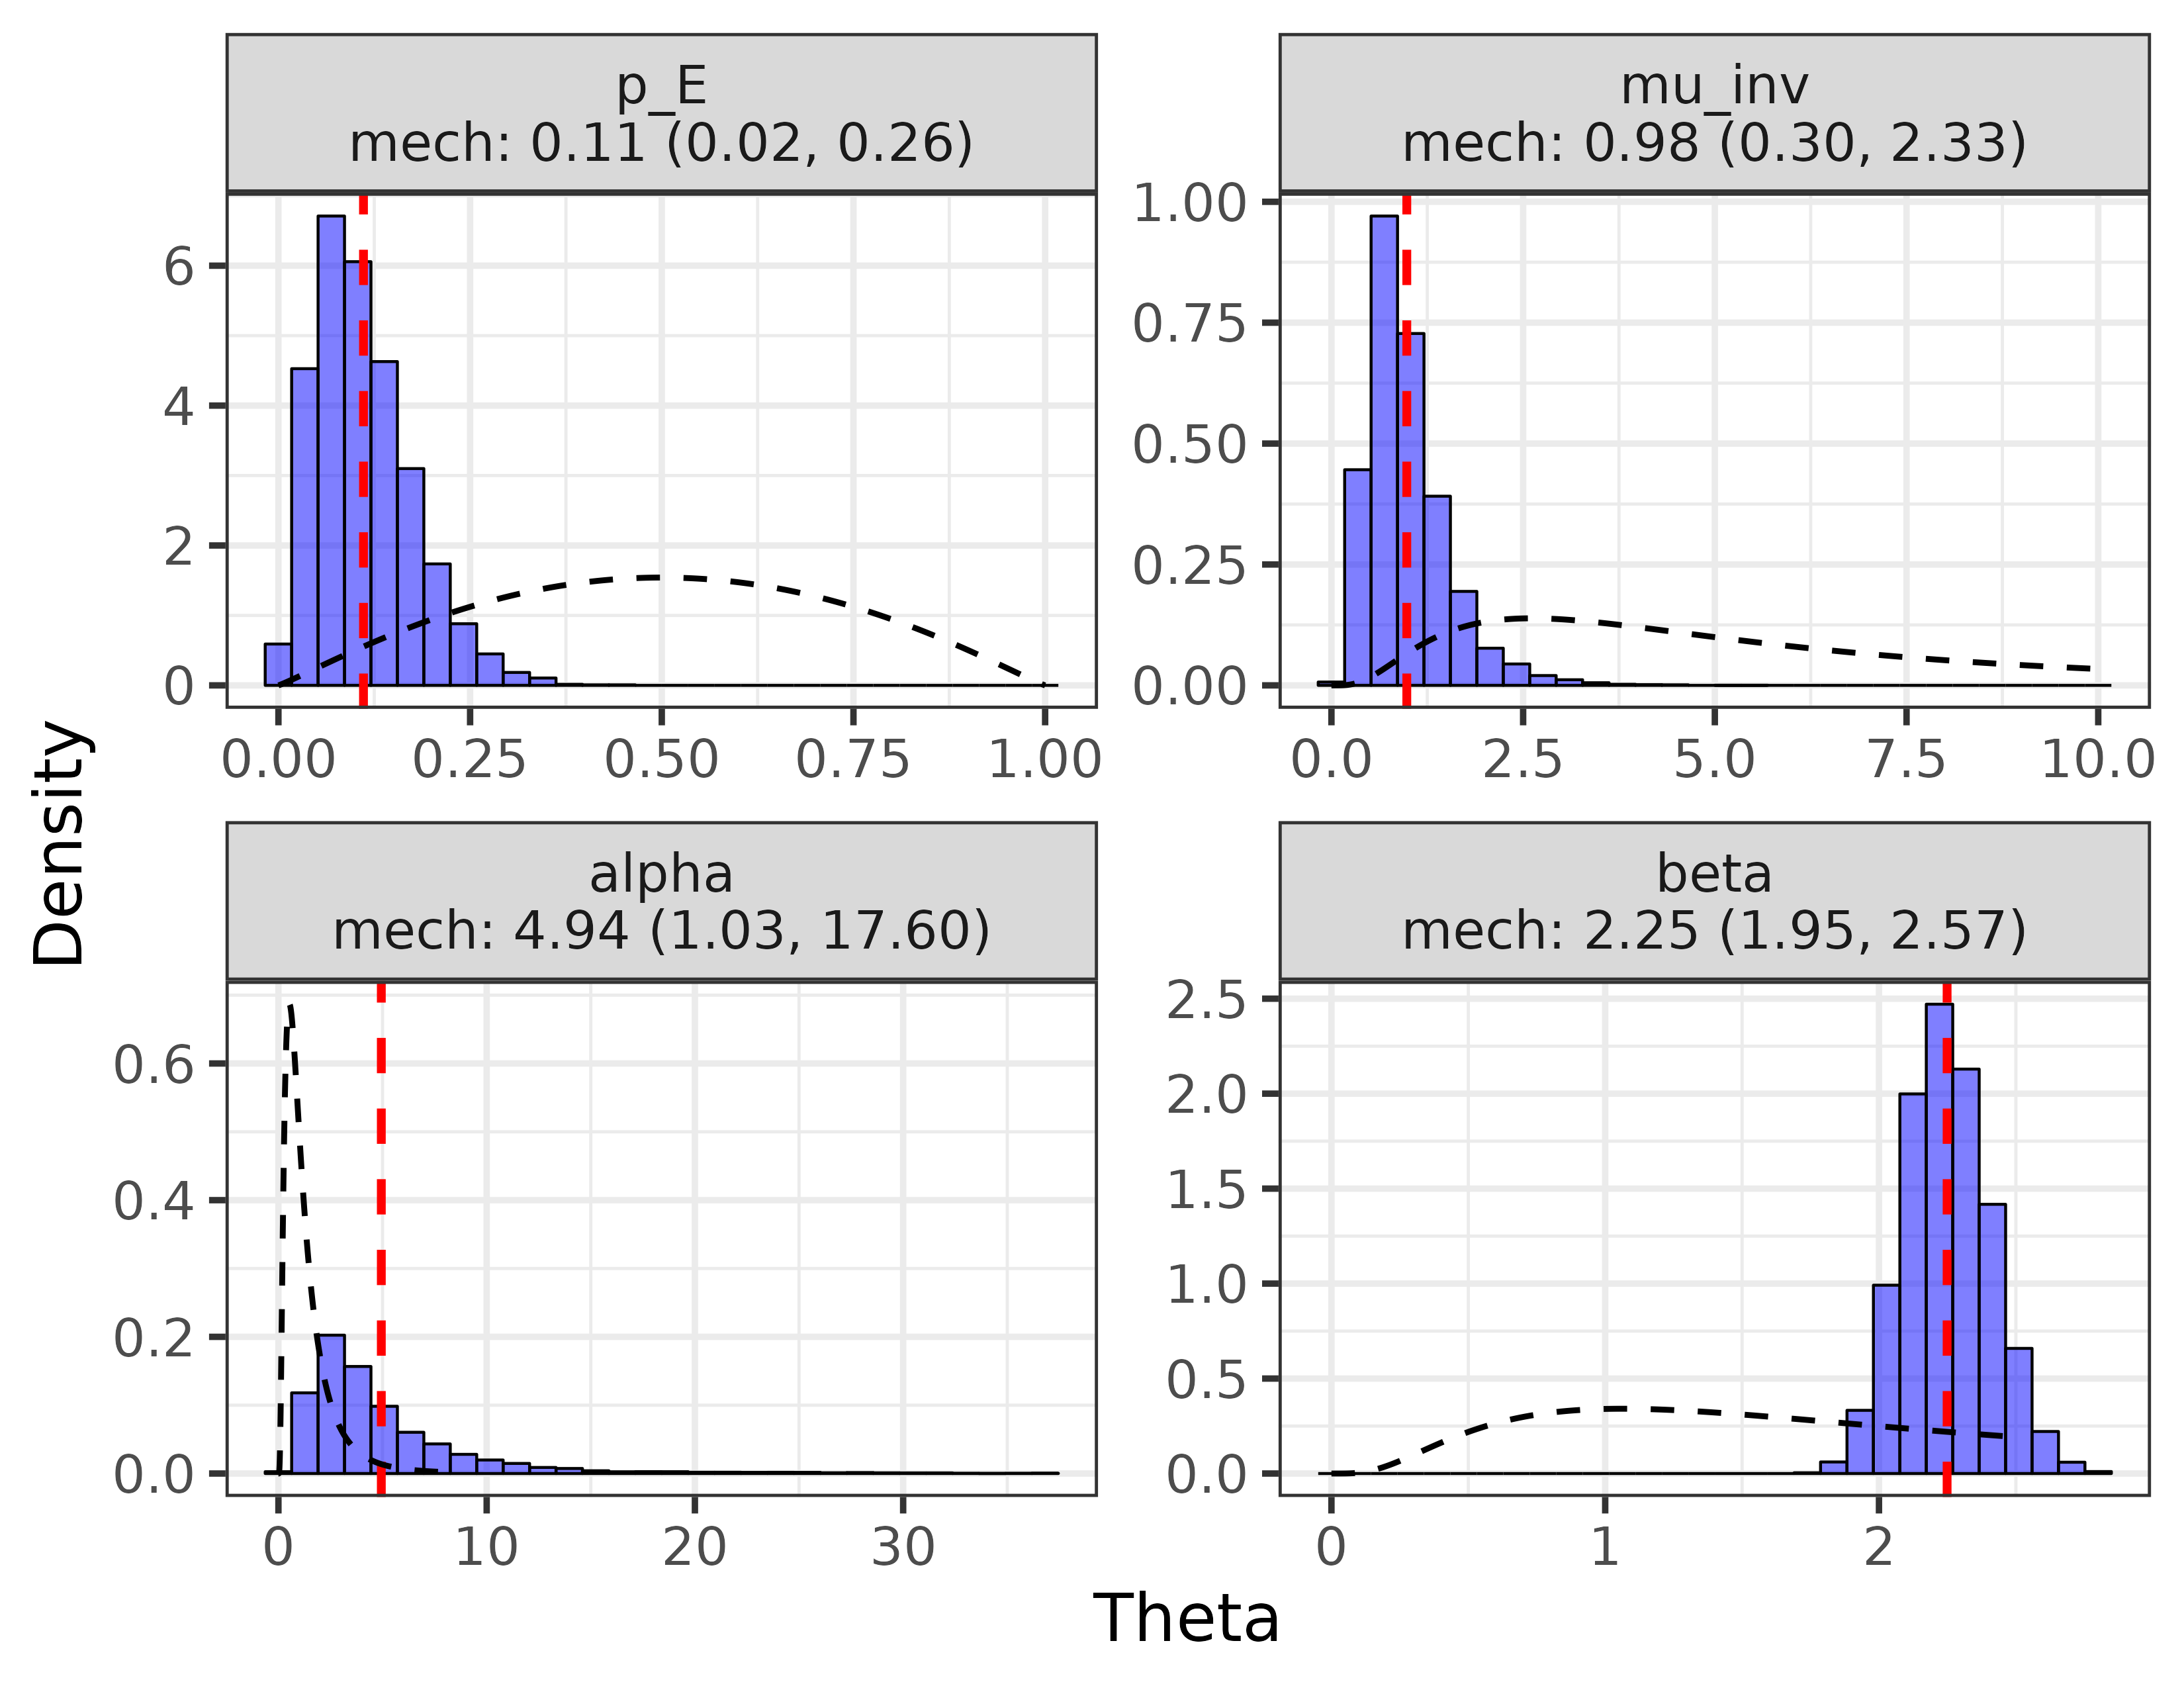 p_E
mech: 0.11 (0.02, 0.26)
mu_inv
mech: 0.98 (0.30, 2.33)
6
4
2
0
0.00 0.25 0.50 0.75 1.00
1.00
0.75
0.50
0.25
0.00
0.0 2.5 5.0 7.5 10.0
Density
alpha
mech: 4.94 (1.03, 17.60)
beta
mech: 2.25 (1.95, 2.57)
0.6
0.4
0.2
0.0
0 10 20 30
2.5
2.0
1.5
1.0
0.5
0.0
0 1 2
Theta